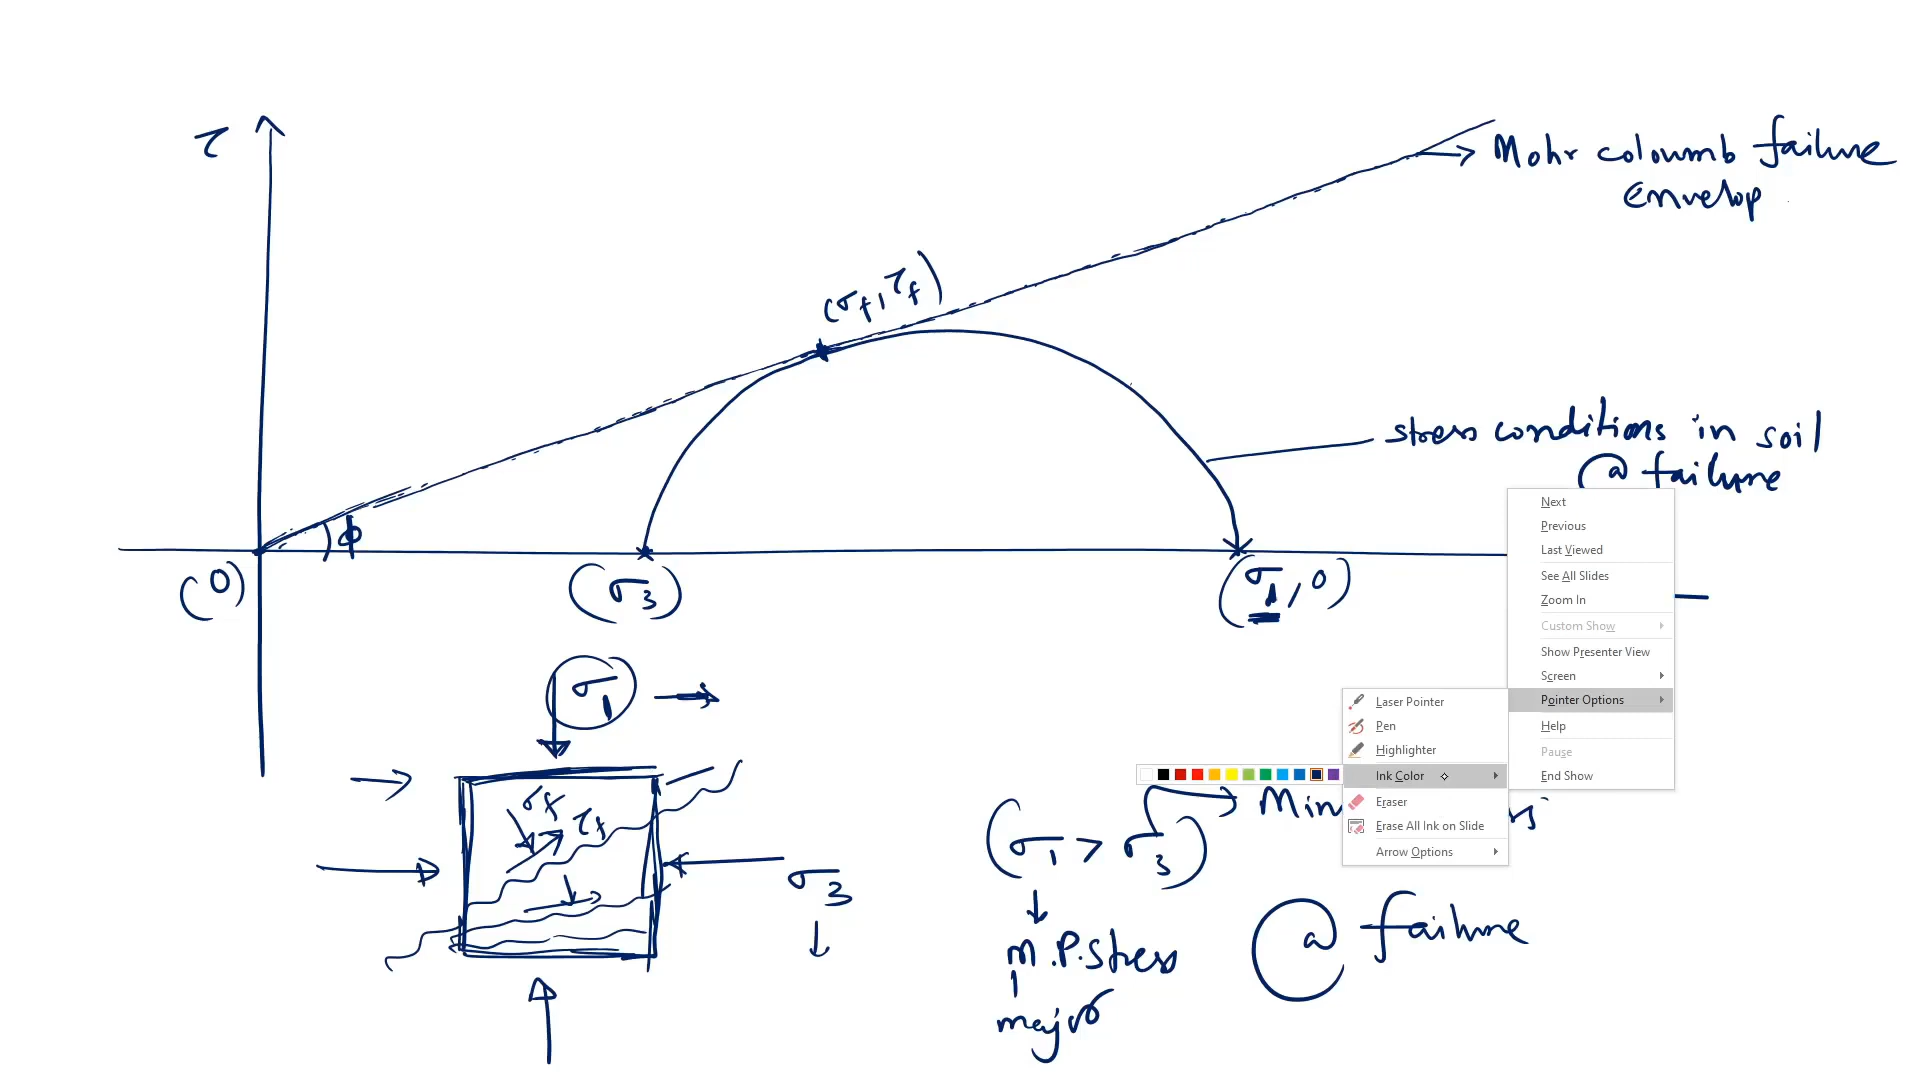 τ
Mohr coloumb failure
envelop
(σf, τf)
stress conditions in soil
@ failure
ϕ
(0)
(σ3)
(σ1, 0)
Next
Previous
Last Viewed
See All Slides
Zoom In
Custom Show
Show Presenter View
Screen
Pointer Options
Help
Pause
End Show
Laser Pointer
Pen
Highlighter
Ink Color
Eraser
Erase All Ink on Slide
Arrow Options
σ1
σf
τf
σ3
(σ1 > σ3)
M.P. Stress
major
@ failure